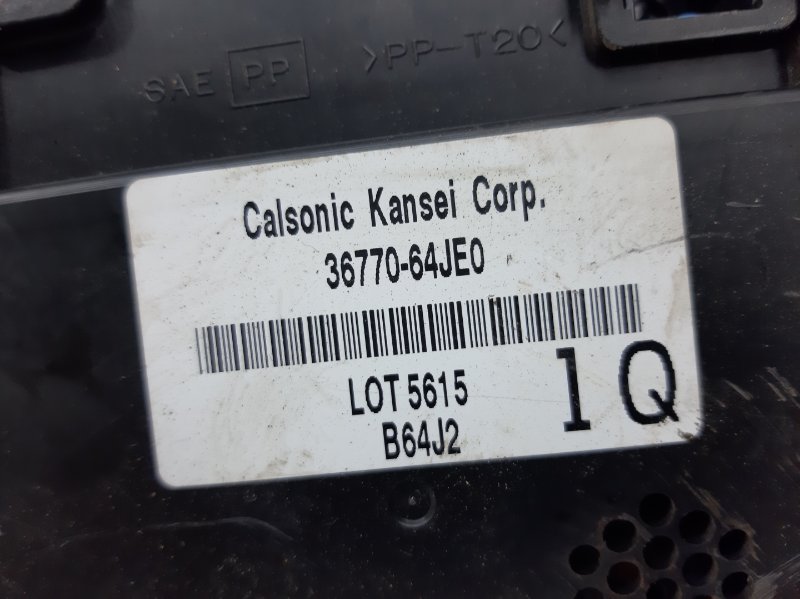 SAE PP >PP-T20<
Calsonic Kansei Corp.
36770-64JE0
LOT 5615
B64J2
1Q